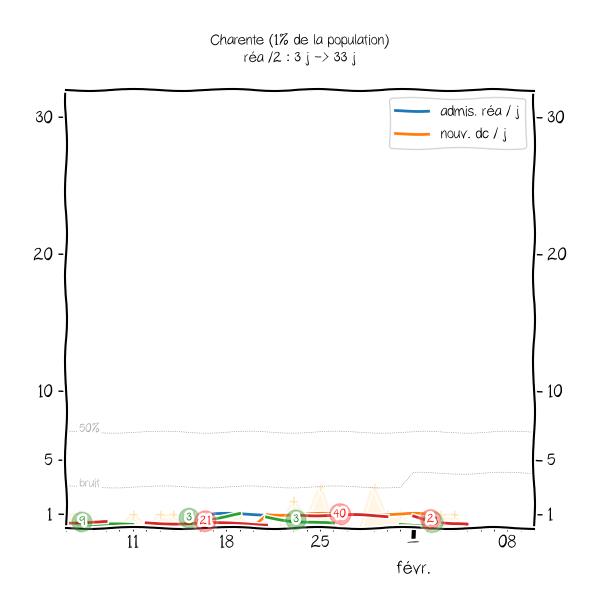 Charente (1% de la population)
réa /2 : 3 j -> 33 j
admis. réa / j
nouv. dc / j
30 30
20 20
10 10
50%
5 5
bruit
1 9 3 21 3 40 1
11 18 25 1 08
févr.